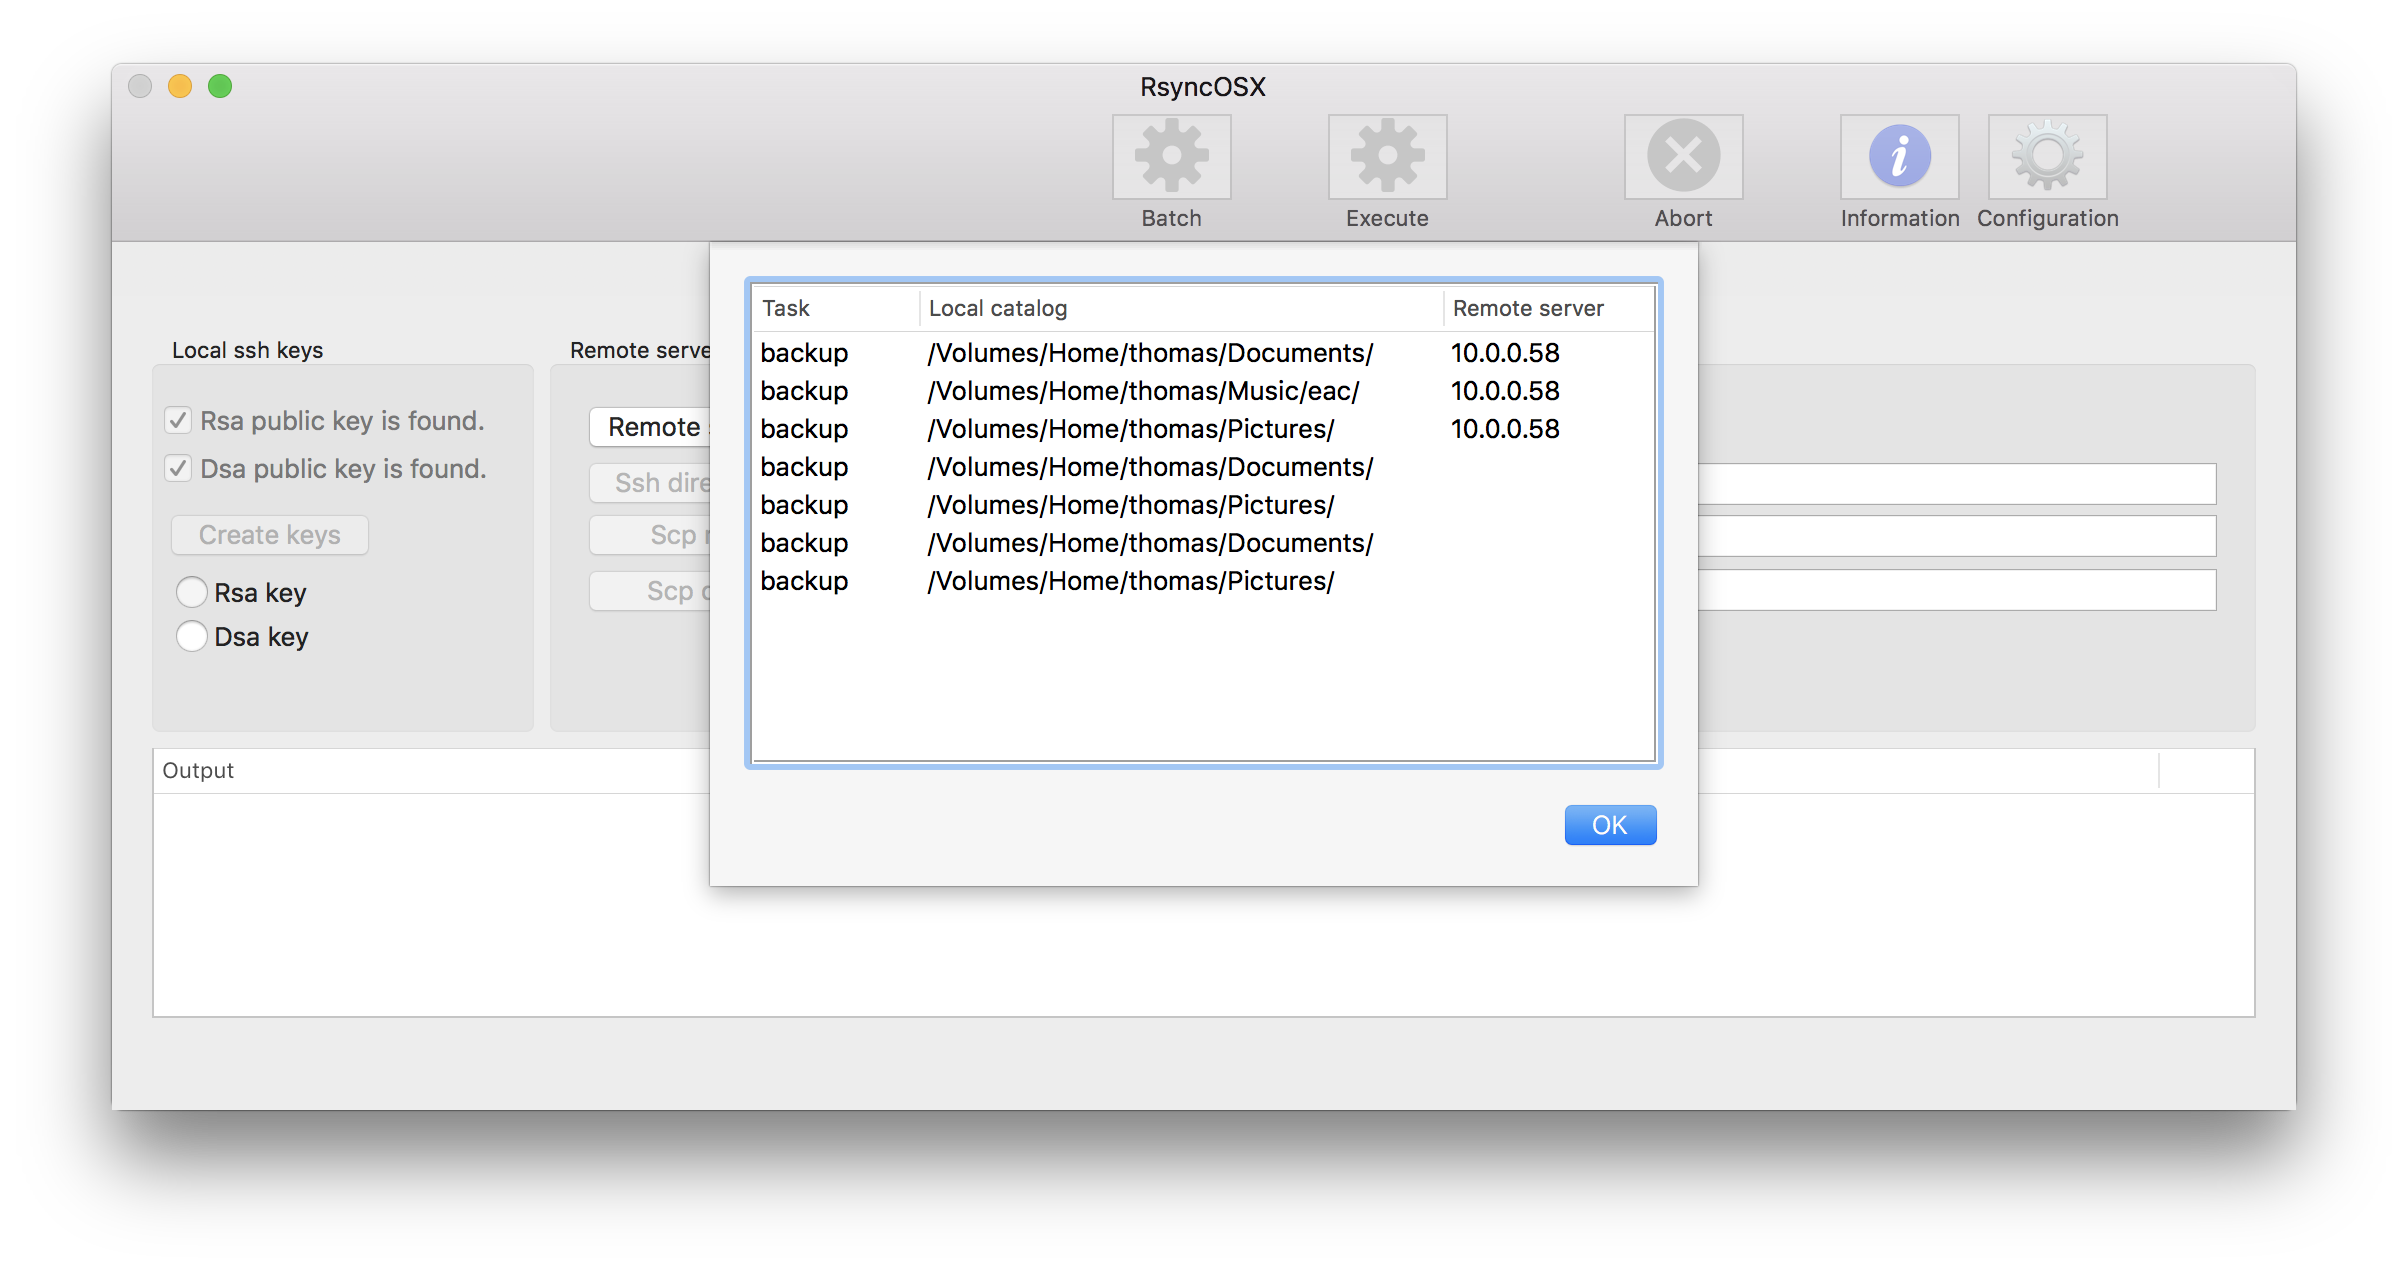 RsyncOSX
Batch
Execute
Abort
Information
Configuration
Local ssh keys
Rsa public key is found.
Dsa public key is found.
Create keys
Rsa key
Dsa key
Remote
Ssh
Scp
Scp
Task Local catalog Remote server
backup /Volumes/Home/thomas/Documents/ 10.0.0.58
backup /Volumes/Home/thomas/Music/eac/ 10.0.0.58
backup /Volumes/Home/thomas/Pictures/ 10.0.0.58
backup /Volumes/Home/thomas/Documents/
backup /Volumes/Home/thomas/Pictures/
backup /Volumes/Home/thomas/Documents/
backup /Volumes/Home/thomas/Pictures/
OK
Output